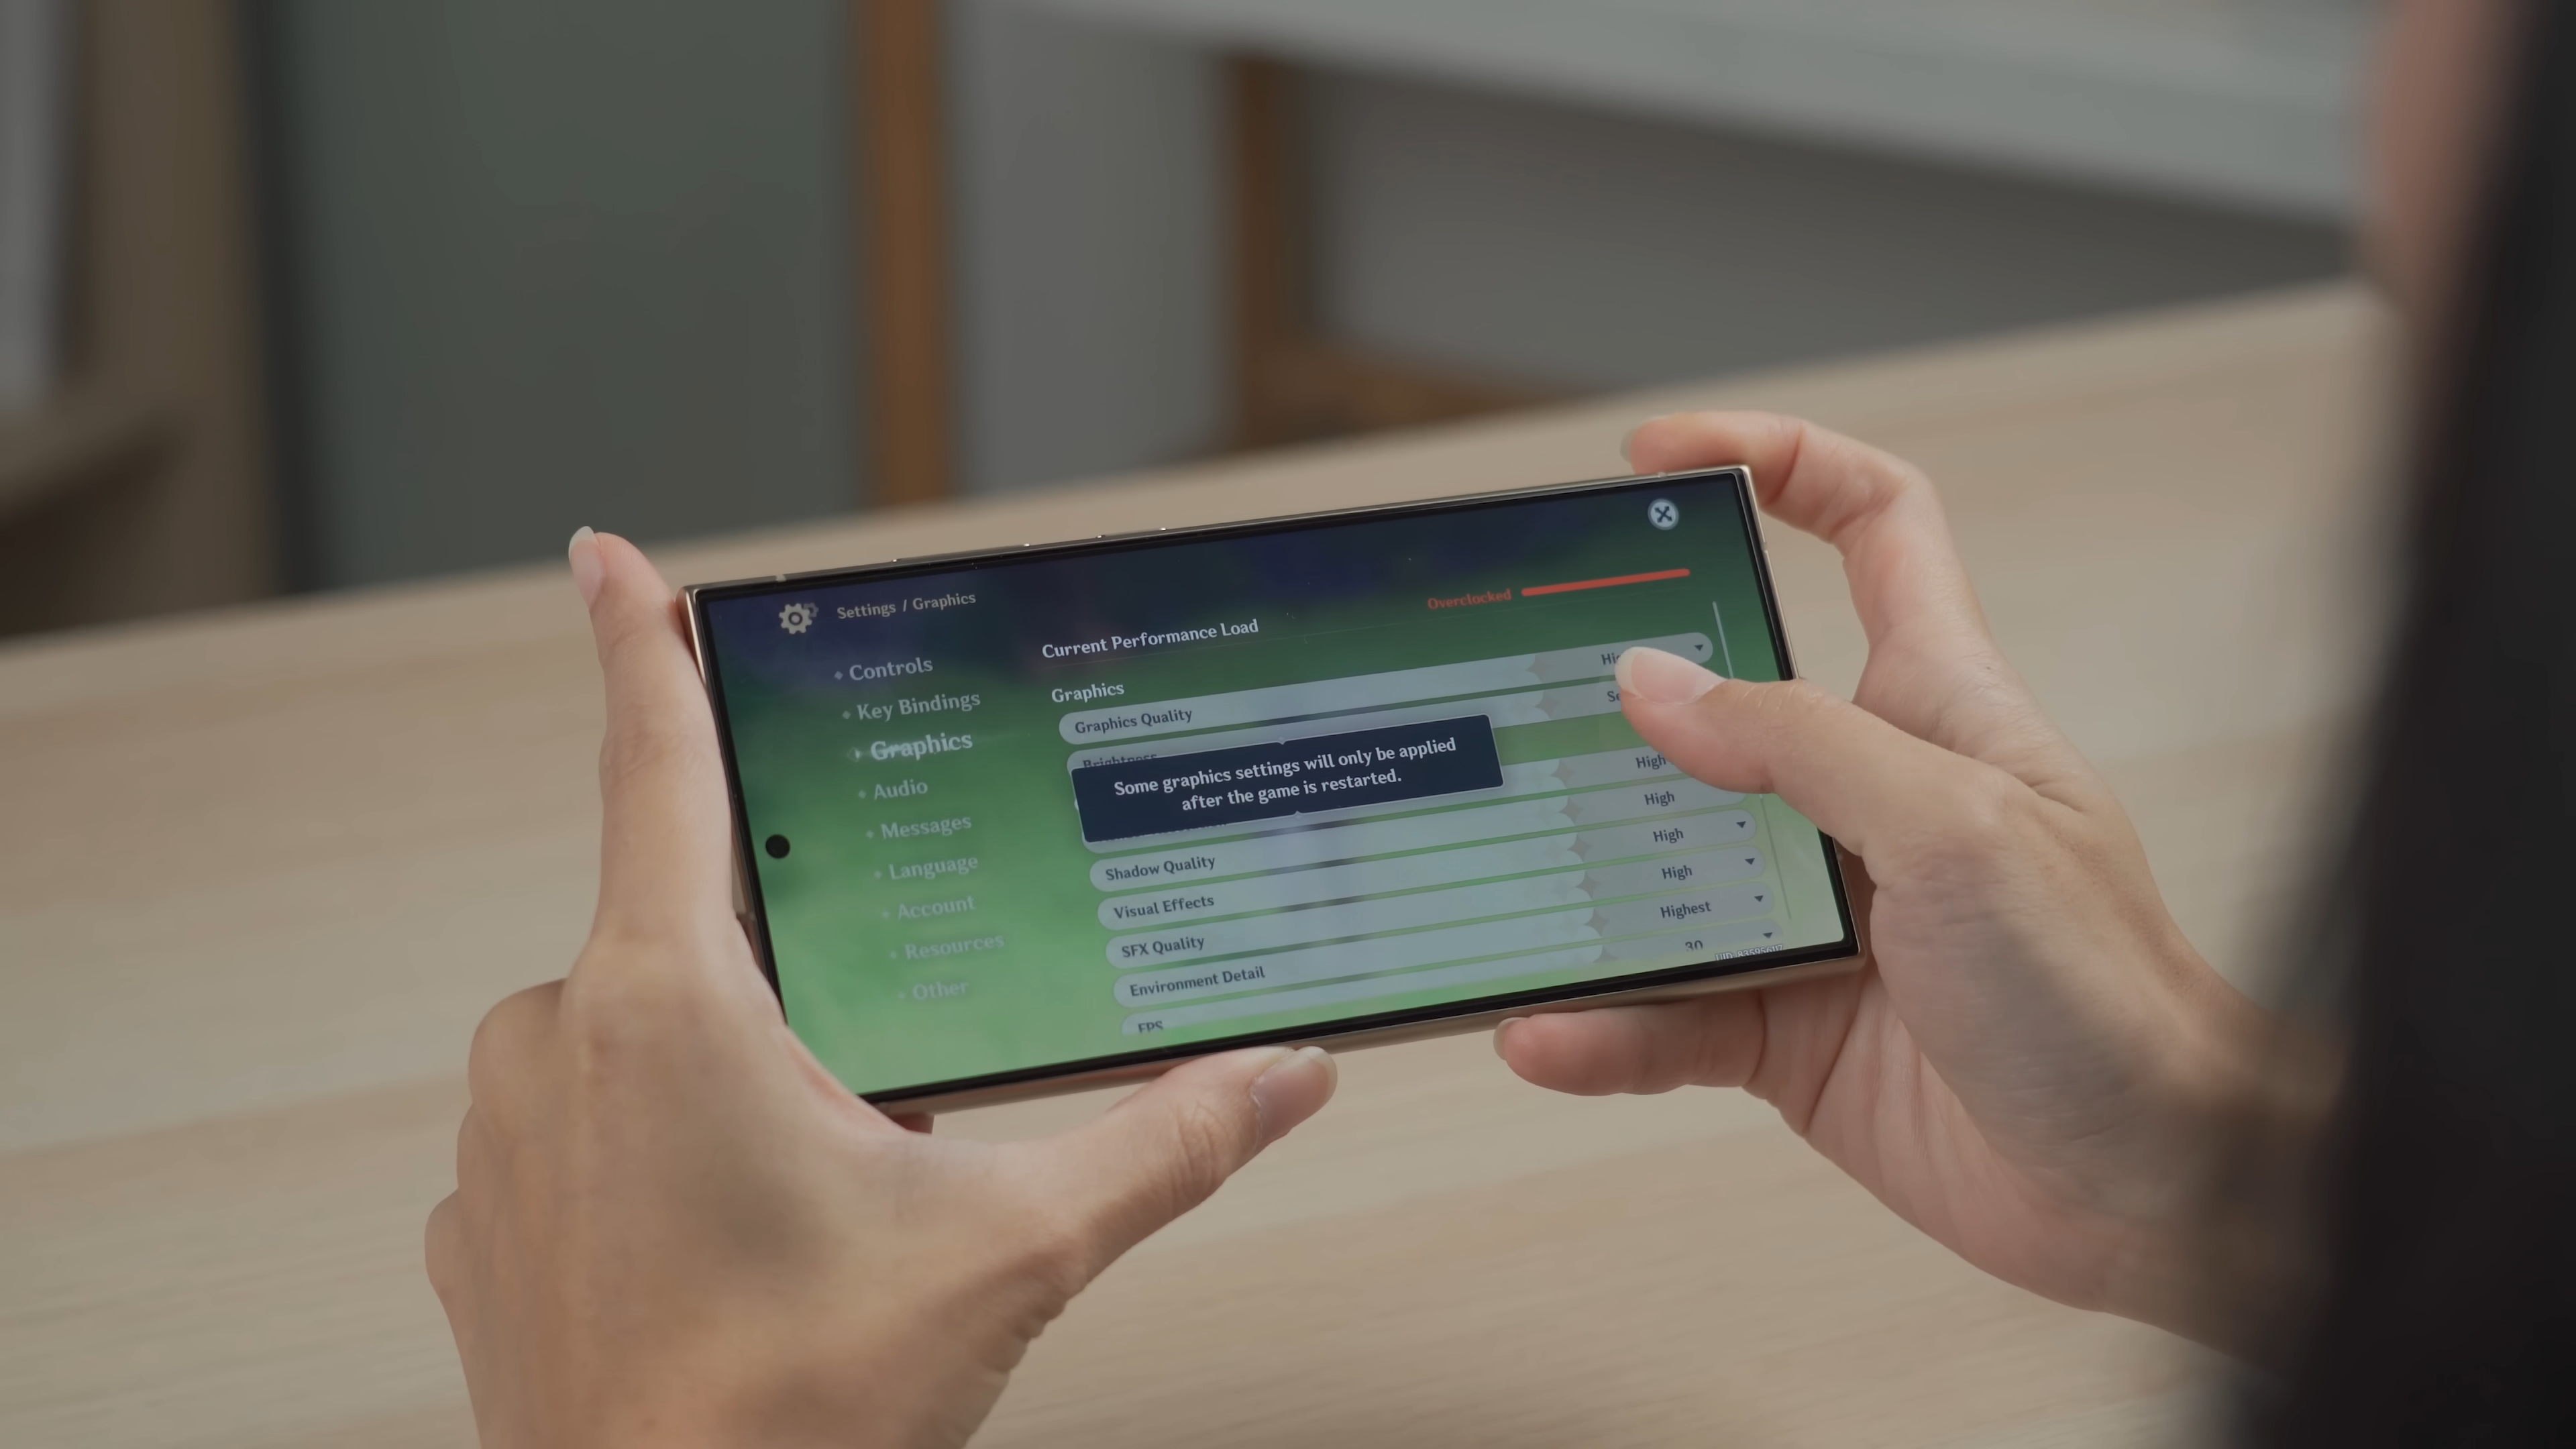 Settings / Graphics
Controls
Key Bindings
Graphics
Audio
Messages
Language
Account
Resources
Other
Current Performance Load
Overclocked
Graphics
Graphics Quality
Brightness
Some graphics settings will only be applied
after the game is restarted.
High
High
Shadow Quality
High
Visual Effects
High
SFX Quality
Highest
Environment Detail
30
FPS